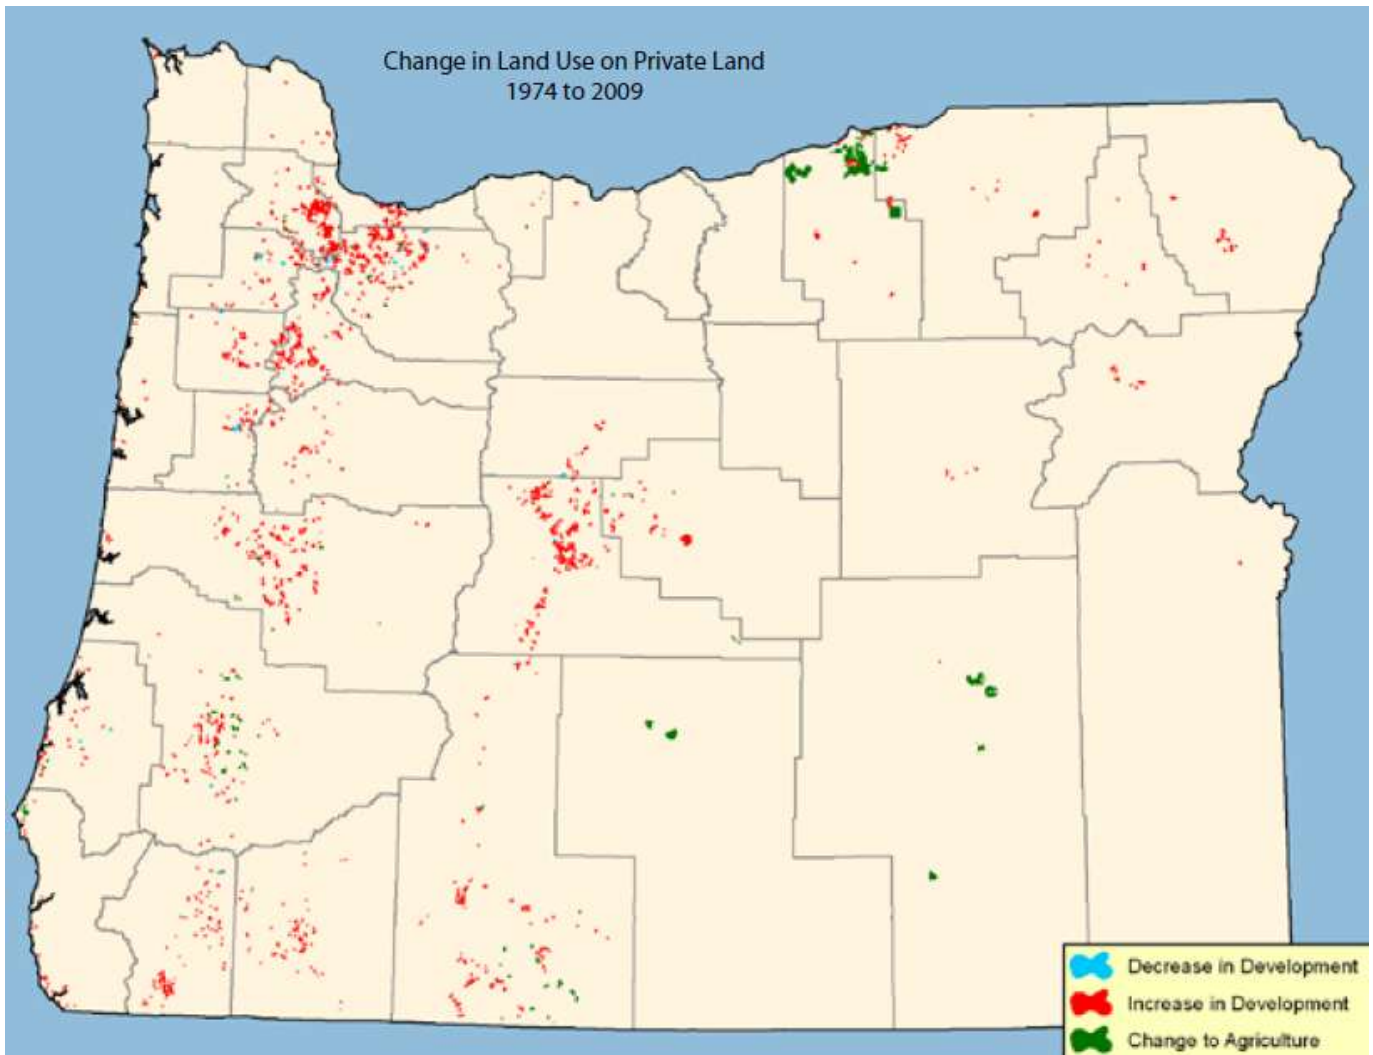 Change in Land Use on Private Land
1974 to 2009
Decrease in Development
Increase in Development
Change to Agriculture